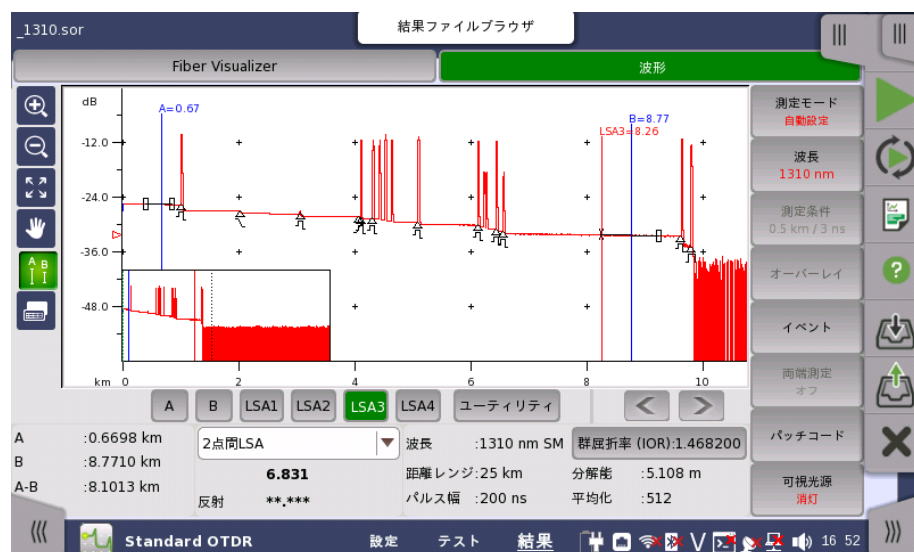 _1310.sor
結果ファイルブラウザ
Fiber Visualizer
波形
dB
-12.0
-24.0
-36.0
-48.0
A=0.67
B=8.77
LSA3=8.26
km 0 2 4 6 8 10
測定モード
自動設定
波長
1310 nm
測定条件
0.5 km / 3 ns
オーバーレイ
イベント
両端測定
オフ
パッチコード
可視光源
消灯
A B
A B LSA1 LSA2 LSA3 LSA4 ユーティリティ
A :0.6698 km
B :8.7710 km
A-B :8.1013 km
2点間LSA
6.831
反射 **.***
波長 :1310 nm SM
群屈折率 (IOR):1.468200
距離レンジ:25 km
分解能 :5.108 m
パルス幅 :200 ns
平均化 :512
Standard OTDR
設定 テスト 結果
16 52